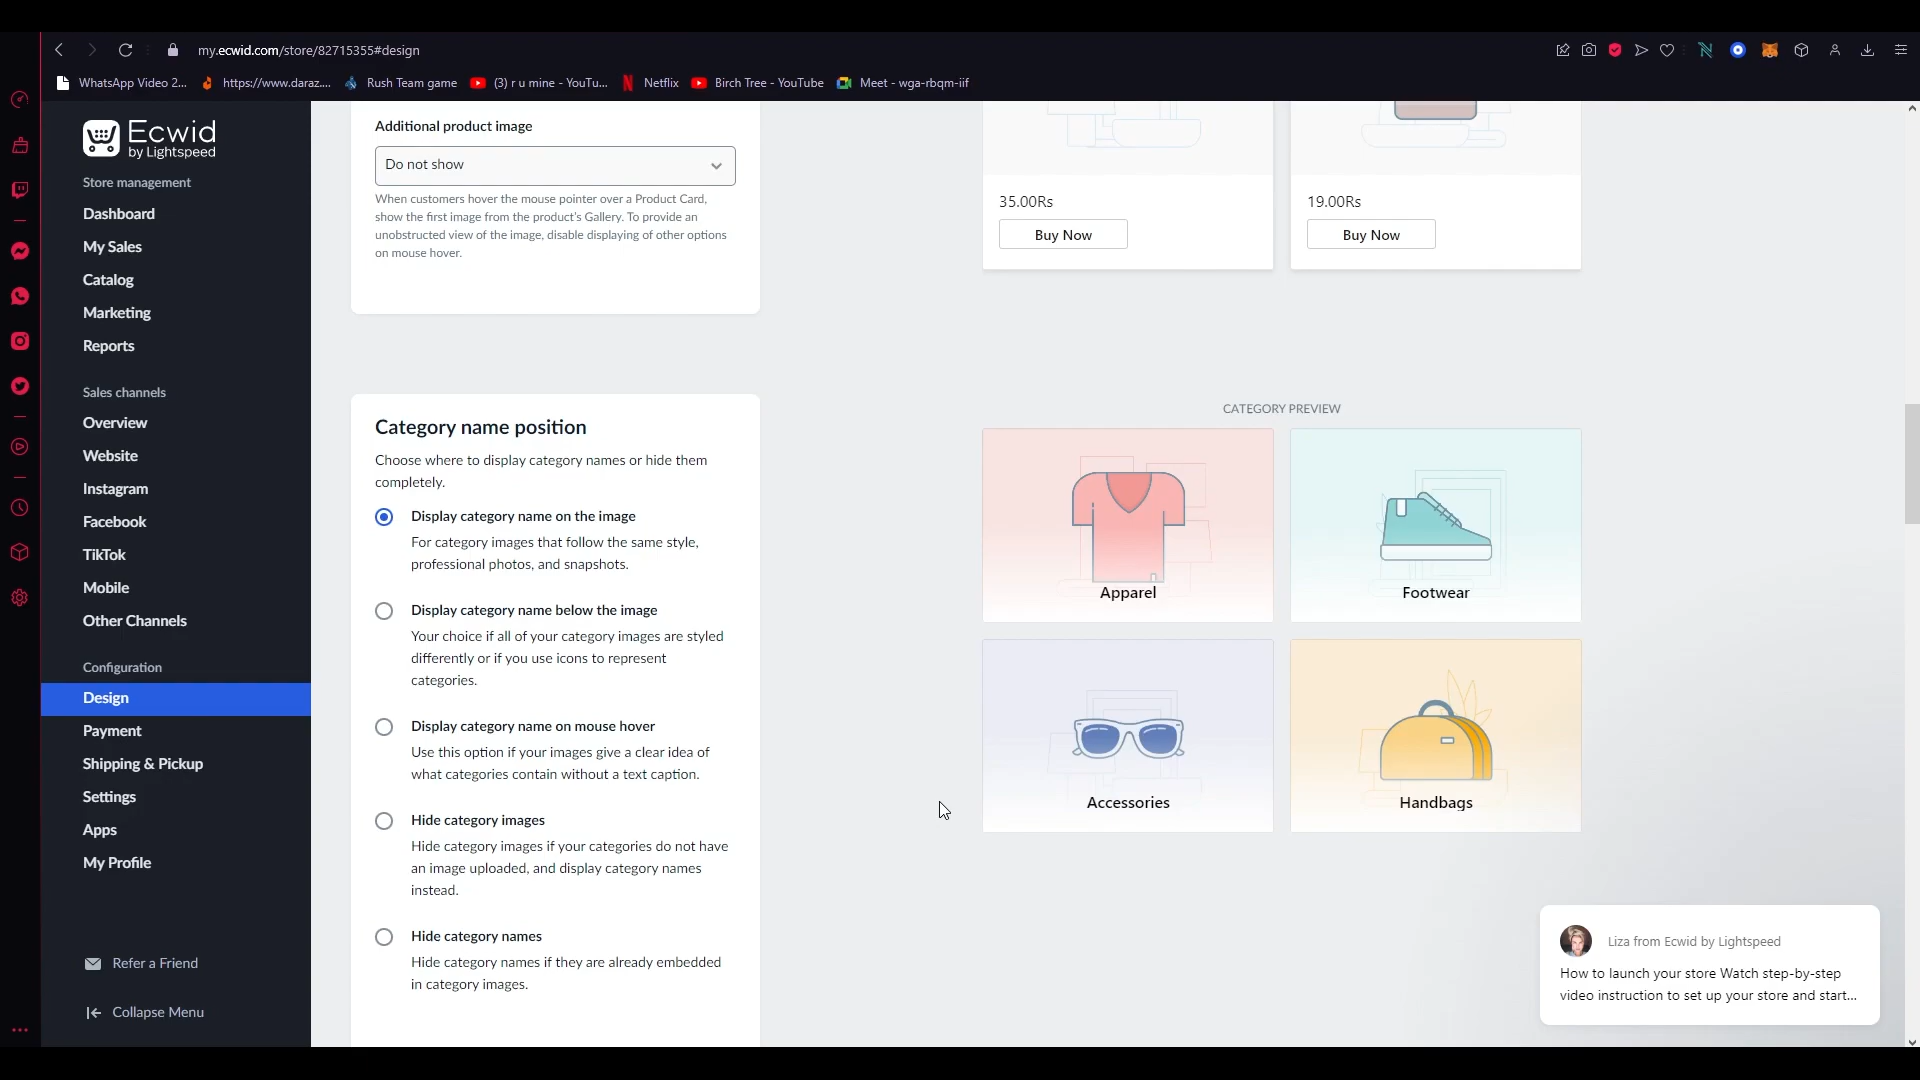 my.ecwid.com/store/82715355#design
WhatsApp Video 2...
https://www.daraz....
Rush Team game
(3) r u mine - YouTu...
Netflix
Birch Tree - YouTube
Meet - wga-rbqm-iif
Ecwid
by Lightspeed
Store management
Dashboard
My Sales
Catalog
Marketing
Reports
Sales channels
Overview
Website
Instagram
Facebook
TikTok
Mobile
Other Channels
Configuration
Design
Payment
Shipping & Pickup
Settings
Apps
My Profile
Refer a Friend
Collapse Menu
Additional product image
Do not show
When customers hover the mouse pointer over a Product Card,
show the first image from the product's Gallery. To provide an
unobstructed view of the image, disable displaying of other options
on mouse hover.
35.00Rs
Buy Now
19.00Rs
Buy Now
Category name position
Choose where to display category names or hide them
completely.
Display category name on the image
For category images that follow the same style,
professional photos, and snapshots.
Display category name below the image
Your choice if all of your category images are styled
differently or if you use icons to represent
categories.
Display category name on mouse hover
Use this option if your images give a clear idea of
what categories contain without a text caption.
Hide category images
Hide category images if your categories do not have
an image uploaded, and display category names
instead.
Hide category names
Hide category names if they are already embedded
in category images.
CATEGORY PREVIEW
Apparel
Footwear
Accessories
Handbags
Liza from Ecwid by Lightspeed
How to launch your store Watch step-by-step
video instruction to set up your store and start...